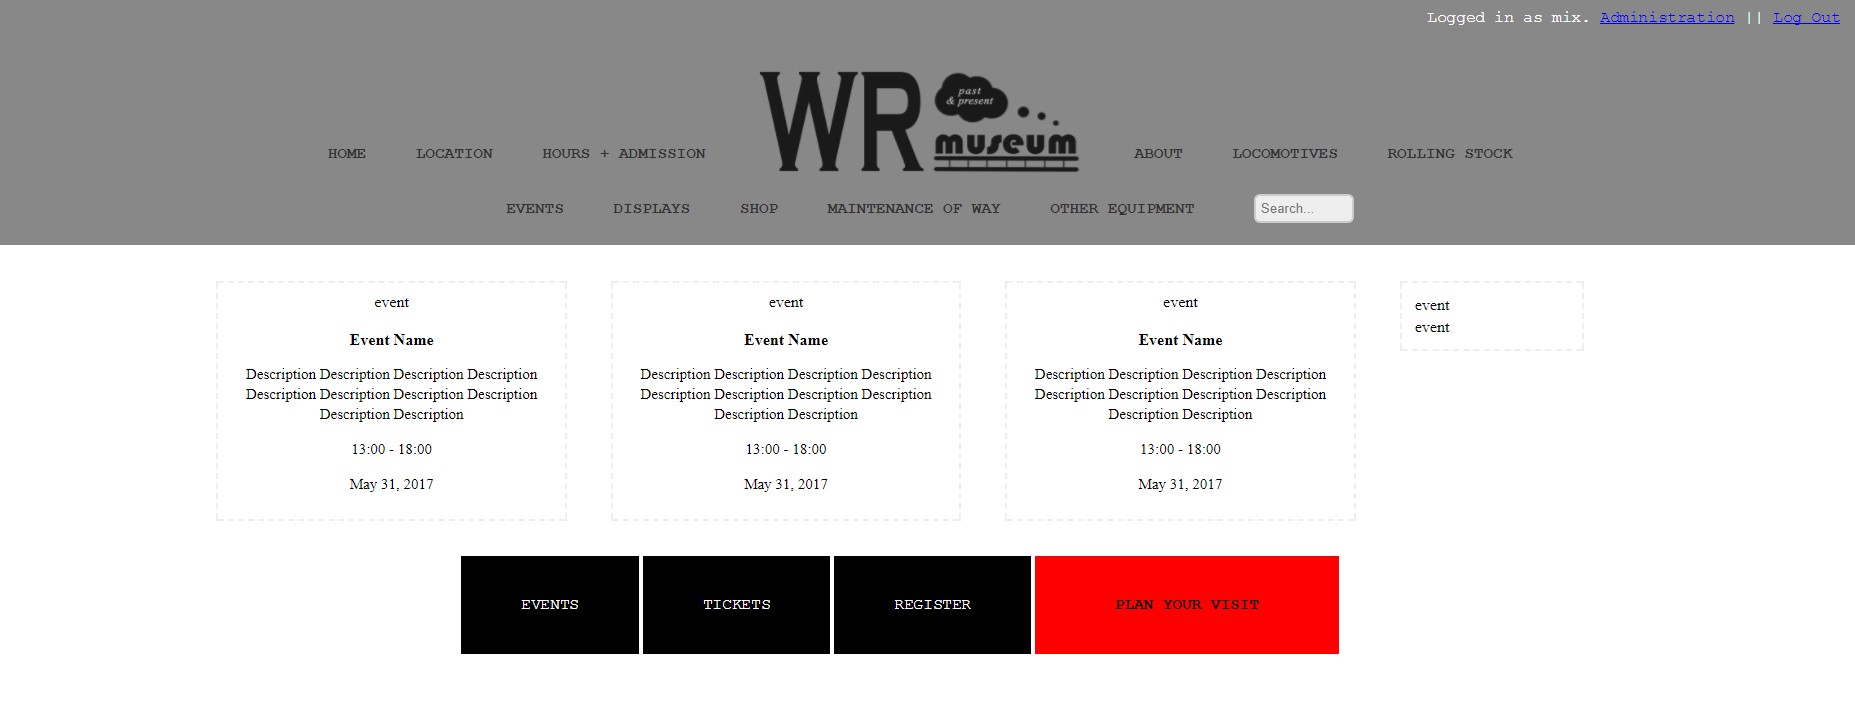 Logged in as mix. Administration || Log Out
WR
past
& present
museum
HOME LOCATION HOURS + ADMISSION ABOUT LOCOMOTIVES ROLLING STOCK
EVENTS DISPLAYS SHOP MAINTENANCE OF WAY OTHER EQUIPMENT Search...
event
Event Name
Description Description Description Description
Description Description Description Description
Description Description
13:00 - 18:00
May 31, 2017
event
Event Name
Description Description Description Description
Description Description Description Description
Description Description
13:00 - 18:00
May 31, 2017
event
Event Name
Description Description Description Description
Description Description Description Description
Description Description
13:00 - 18:00
May 31, 2017
event
event
EVENTS TICKETS REGISTER PLAN YOUR VISIT